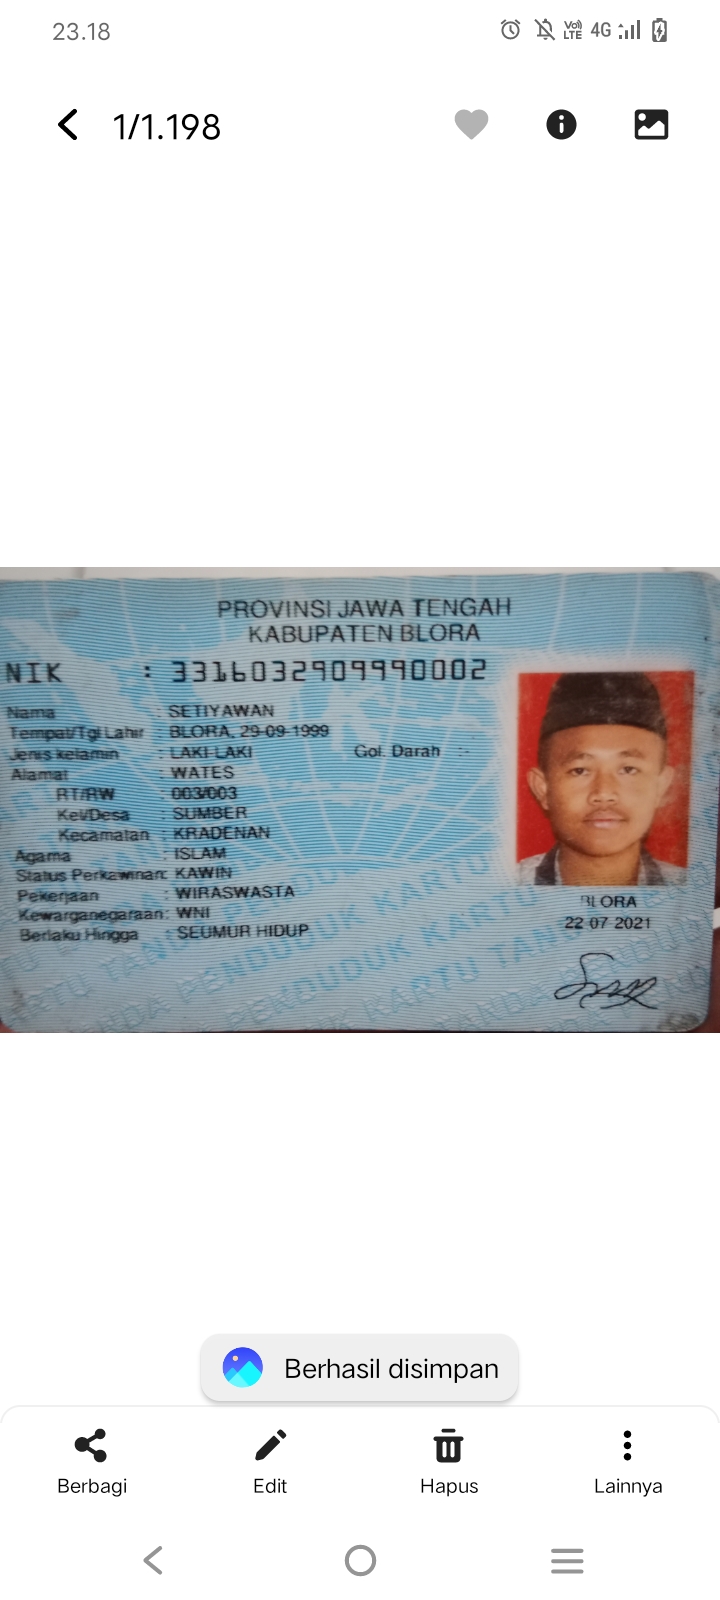 23.18
VoLTE 4G
1/1.198
PROVINSI JAWA TENGAH
KABUPATEN BLORA
NIK : 3316032909990002
Nama : SETIYAWAN
Tempat/Tgl Lahir : BLORA, 29-09-1999
Jenis kelamin : LAKI-LAKI Gol. Darah :-
Alamat : WATES
RT/RW : 003/003
Kel/Desa : SUMBER
Kecamatan : KRADENAN
Agama : ISLAM
Status Perkawinan: KAWIN
Pekerjaan : WIRASWASTA
Kewarganegaraan: WNI
Berlaku Hingga : SEUMUR HIDUP
BLORA
22-07-2021
Berhasil disimpan
Berbagi
Edit
Hapus
Lainnya